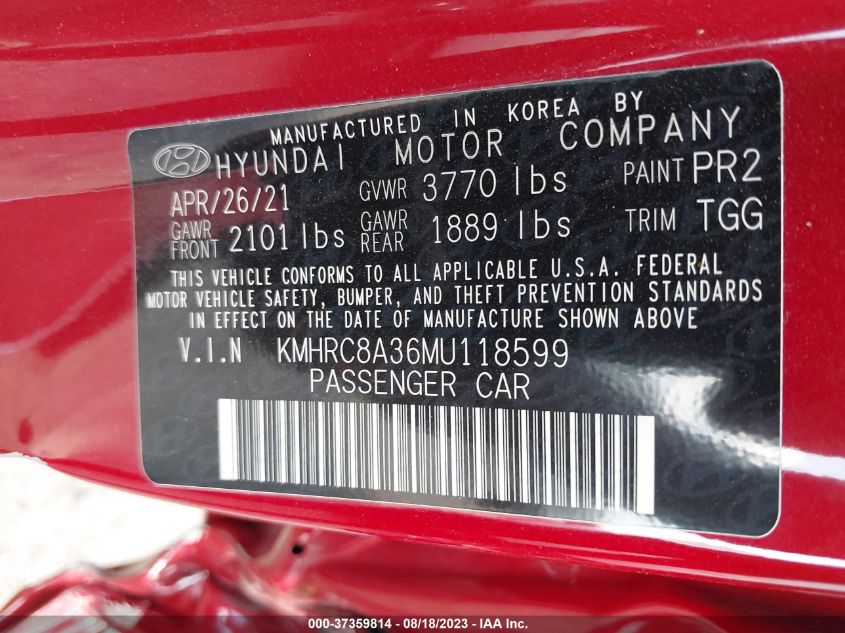 MANUFACTURED IN KOREA BY
HYUNDAI MOTOR COMPANY
APR/26/21 GVWR 3770 lbs PAINT PR2
GAWR FRONT 2101 lbs GAWR REAR 1889 lbs TRIM TGG
THIS VEHICLE CONFORMS TO ALL APPLICABLE U.S.A. FEDERAL
MOTOR VEHICLE SAFETY, BUMPER, AND THEFT PREVENTION STANDARDS
IN EFFECT ON THE DATE OF MANUFACTURE SHOWN ABOVE
V.I.N KMHRC8A36MU118599
PASSENGER CAR
000-37359814 - 08/18/2023 - IAA Inc.